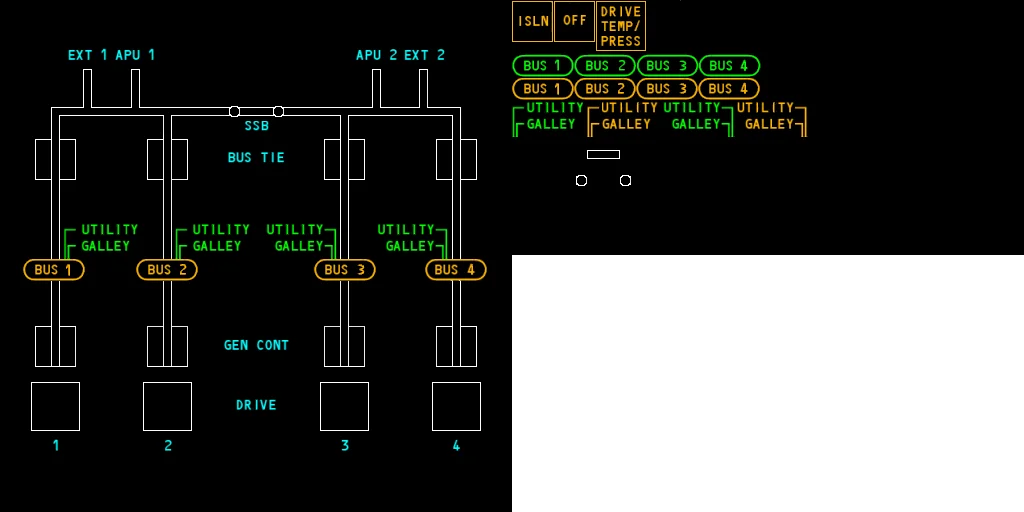 EXT 1 APU 1 APU 2 EXT 2
SSB
BUS TIE
UTILITY UTILITY UTILITY UTILITY
GALLEY GALLEY GALLEY GALLEY
BUS 1 BUS 2 BUS 3 BUS 4
GEN CONT
DRIVE
1 2 3 4
ISLN OFF DRIVE TEMP/ PRESS
BUS 1 BUS 2 BUS 3 BUS 4
BUS 1 BUS 2 BUS 3 BUS 4
UTILITY UTILITY UTILITY UTILITY
GALLEY GALLEY GALLEY GALLEY